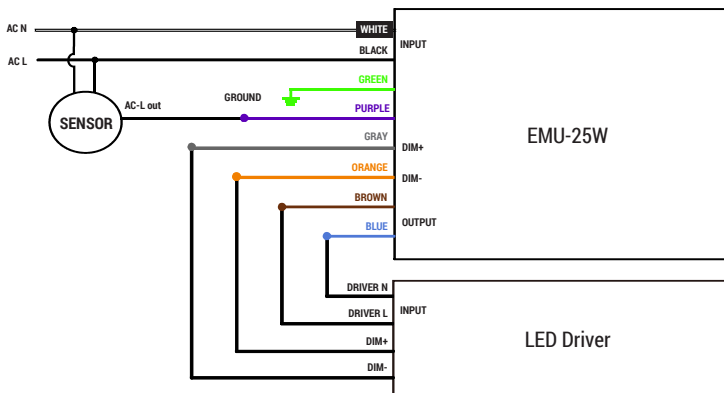 AC N
WHITE
INPUT
BLACK
AC L
GREEN
GROUND
AC-L out
PURPLE
SENSOR
EMU-25W
GRAY
DIM+
ORANGE
DIM-
BROWN
BLUE
OUTPUT
DRIVER N
DRIVER L
INPUT
LED Driver
DIM+
DIM-